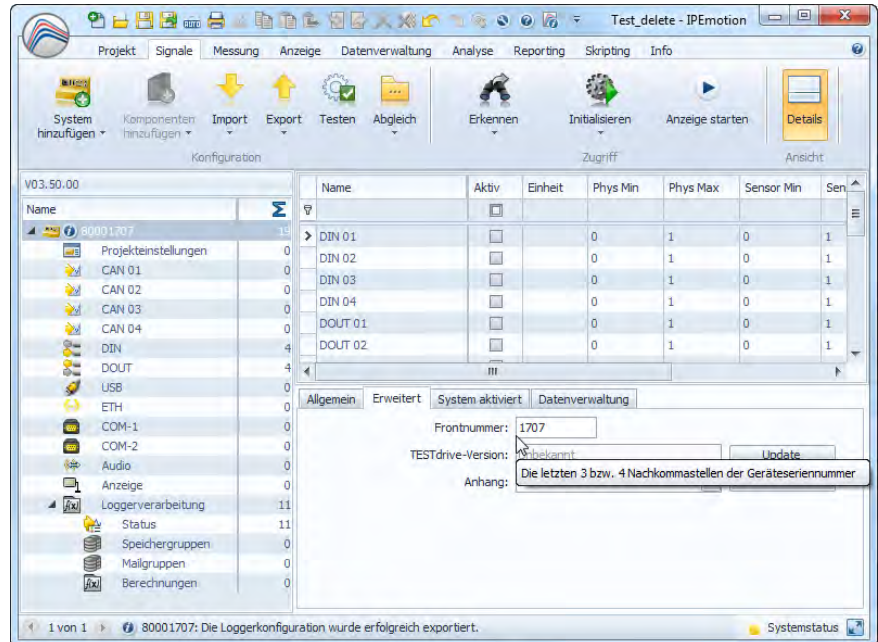 Test_delete - IPEmotion
Projekt Signale Messung Anzeige Datenverwaltung Analyse Reporting Skripting Info
System hinzufügen
Komponenten hinzufügen
Import
Export
Testen
Abgleich
Erkennen
Initialisieren
Anzeige starten
Details
Konfiguration
Zugriff
Ansicht
V03.50.00
Name
80001707 19
Projekteinstellungen 0
CAN 01 0
CAN 02 0
CAN 03 0
CAN 04 0
DIN 4
DOUT 4
USB 0
ETH 0
COM-1 0
COM-2 0
Audio 0
Anzeige 0
Loggerverarbeitung 11
Status 11
Speichergruppen 0
Mailgruppen 0
Berechnungen 0
Name Aktiv Einheit Phys Min Phys Max Sensor Min Sen
DIN 01 0 1 0 1
DIN 02 0 1 0 1
DIN 03 0 1 0 1
DIN 04 0 1 0 1
DOUT 01 0 1 0 1
DOUT 02 0 1 0 1
Allgemein Erweitert System aktiviert Datenverwaltung
Frontnummer: 1707
TESTdrive-Version: Unbekannt Update
Die letzten 3 bzw. 4 Nachkommastellen der Geräteseriennummer
Anhang:
1 von 1 80001707: Die Loggerkonfiguration wurde erfolgreich exportiert. Systemstatus